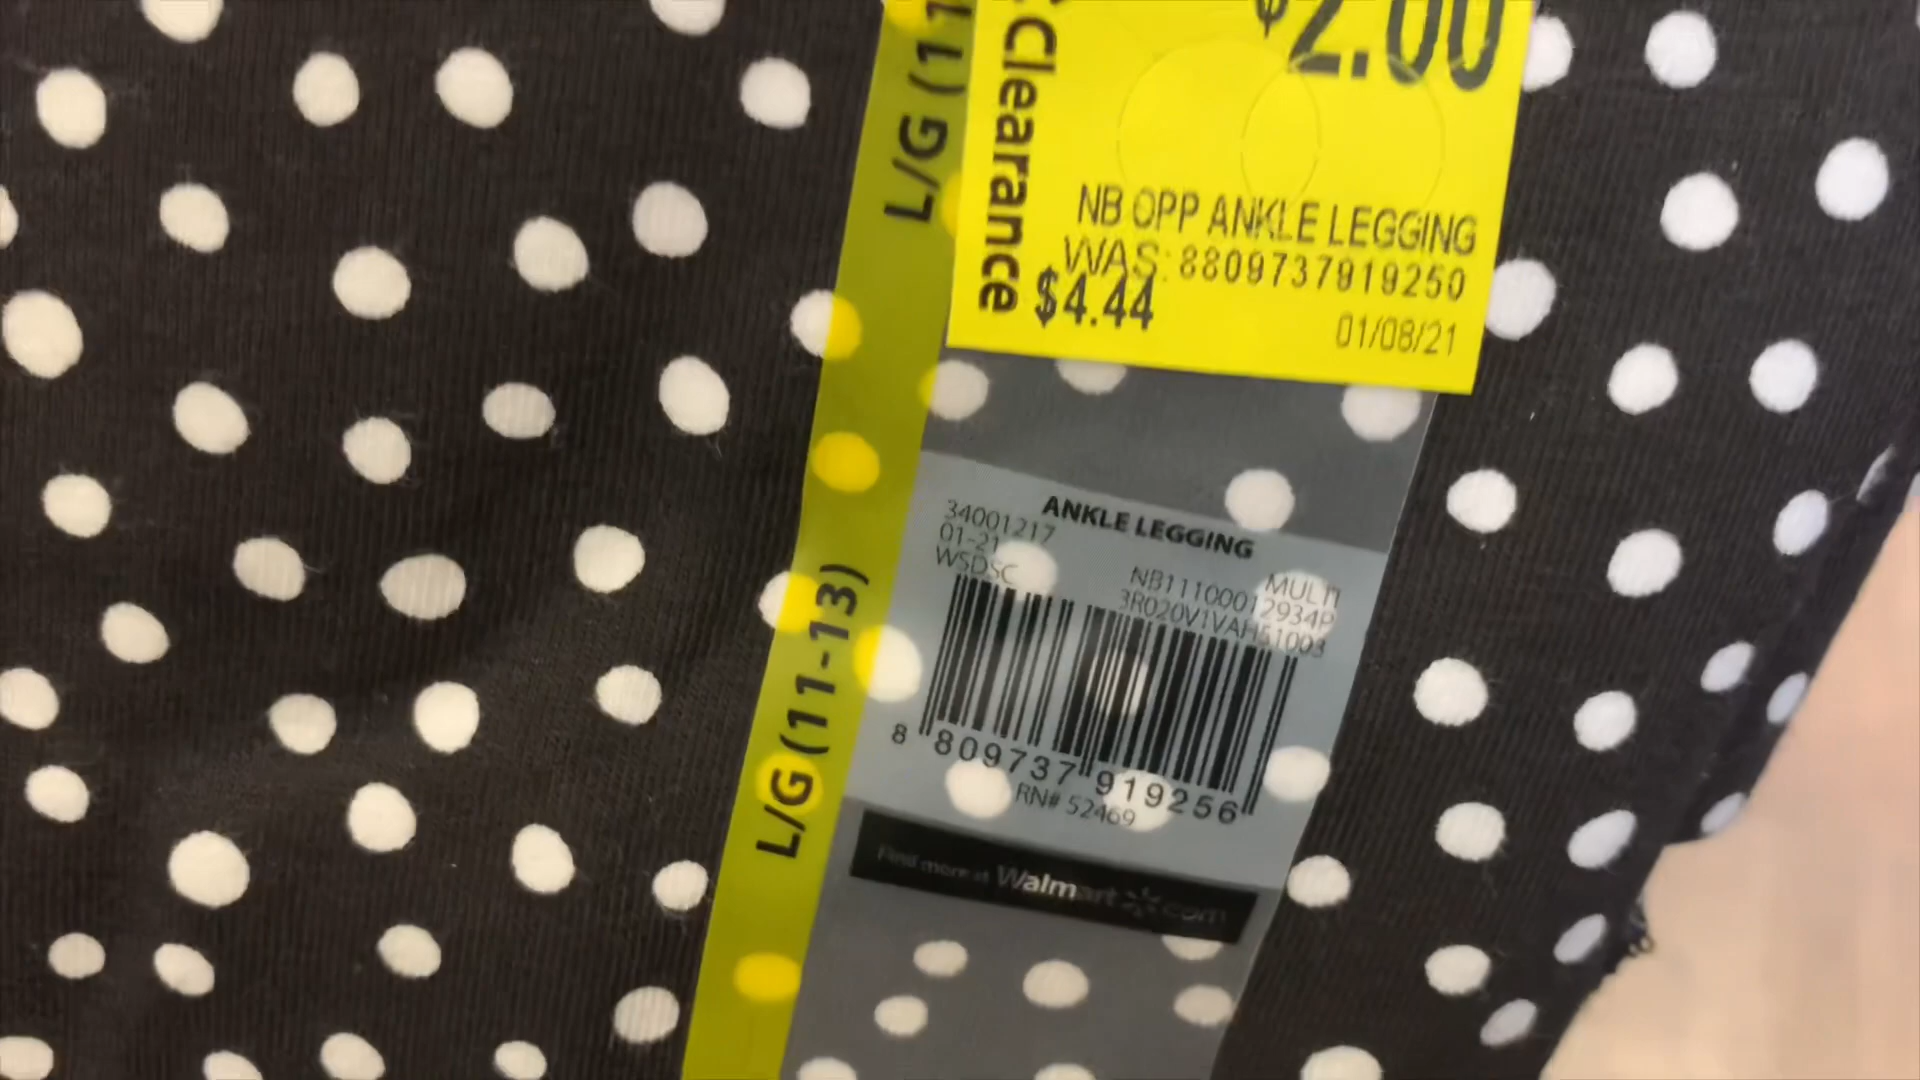 $2.00
Clearance
NB OPP ANKLE LEGGING
WAS: 8809737919250
$4.44
01/08/21
L/G (11
L/G (11-13)
ANKLE LEGGING
34001217
01-21
WSDSC
MULTI
NB11100012934P
3R020V1VAH51003
8 809737 919256
RN# 52469
Find more at Walmart.com